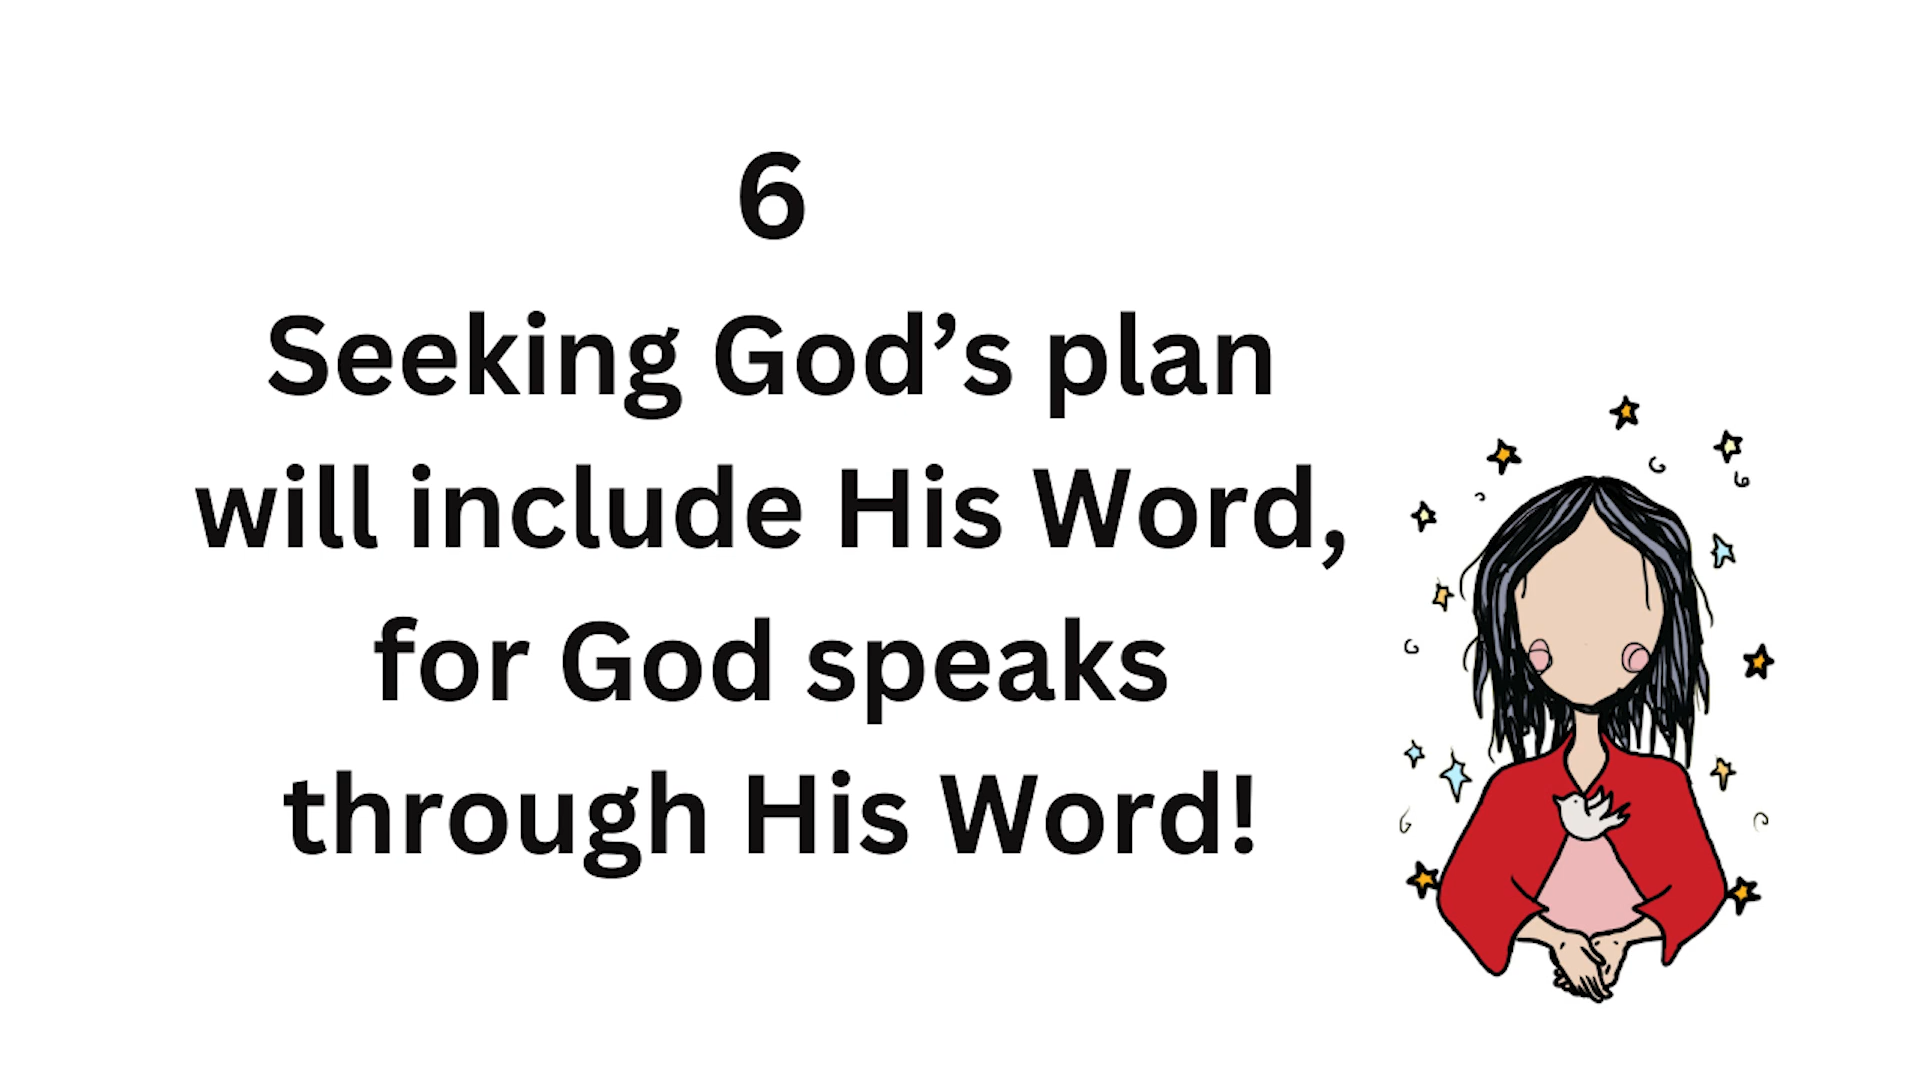 6
Seeking God’s plan
will include His Word,
for God speaks
through His Word!